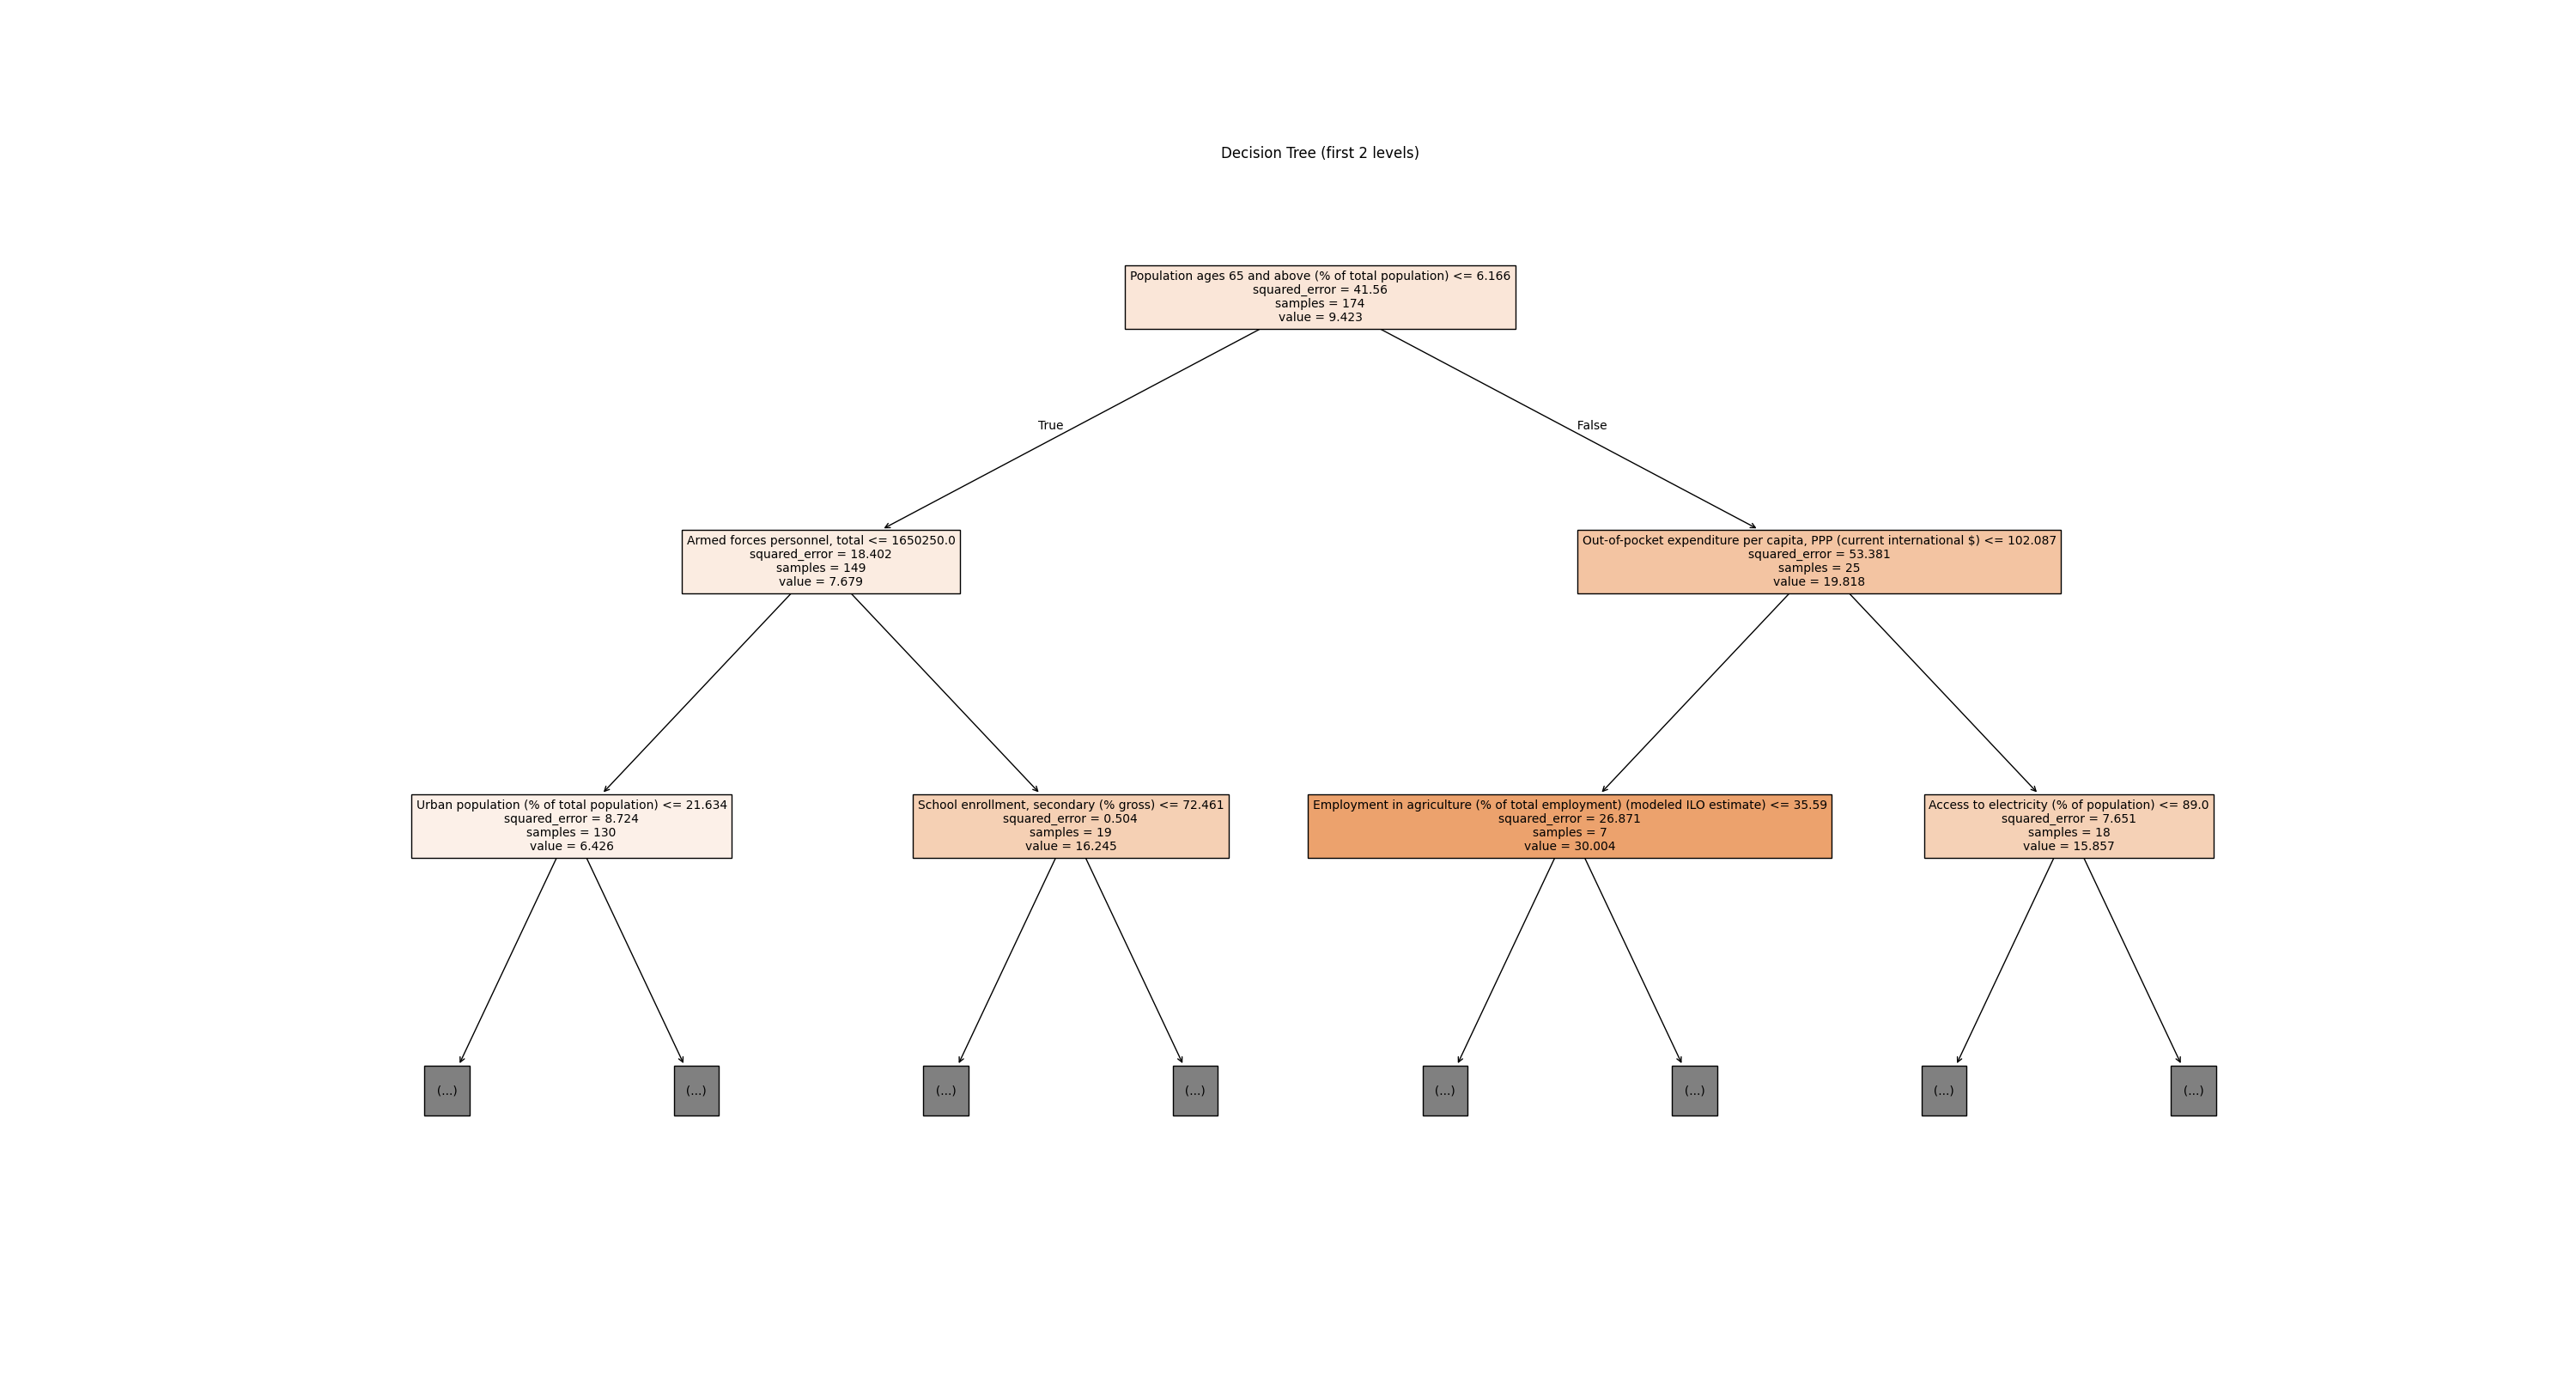 Decision Tree (first 2 levels)
Population ages 65 and above (% of total population) <= 6.166
squared_error = 41.56
samples = 174
value = 9.423
True
False
Armed forces personnel, total <= 1650250.0
squared_error = 18.402
samples = 149
value = 7.679
Out-of-pocket expenditure per capita, PPP (current international $) <= 102.087
squared_error = 53.381
samples = 25
value = 19.818
Urban population (% of total population) <= 21.634
squared_error = 8.724
samples = 130
value = 6.426
School enrollment, secondary (% gross) <= 72.461
squared_error = 0.504
samples = 19
value = 16.245
Employment in agriculture (% of total employment) (modeled ILO estimate) <= 35.59
squared_error = 26.871
samples = 7
value = 30.004
Access to electricity (% of population) <= 89.0
squared_error = 7.651
samples = 18
value = 15.857
(...)
(...)
(...)
(...)
(...)
(...)
(...)
(...)